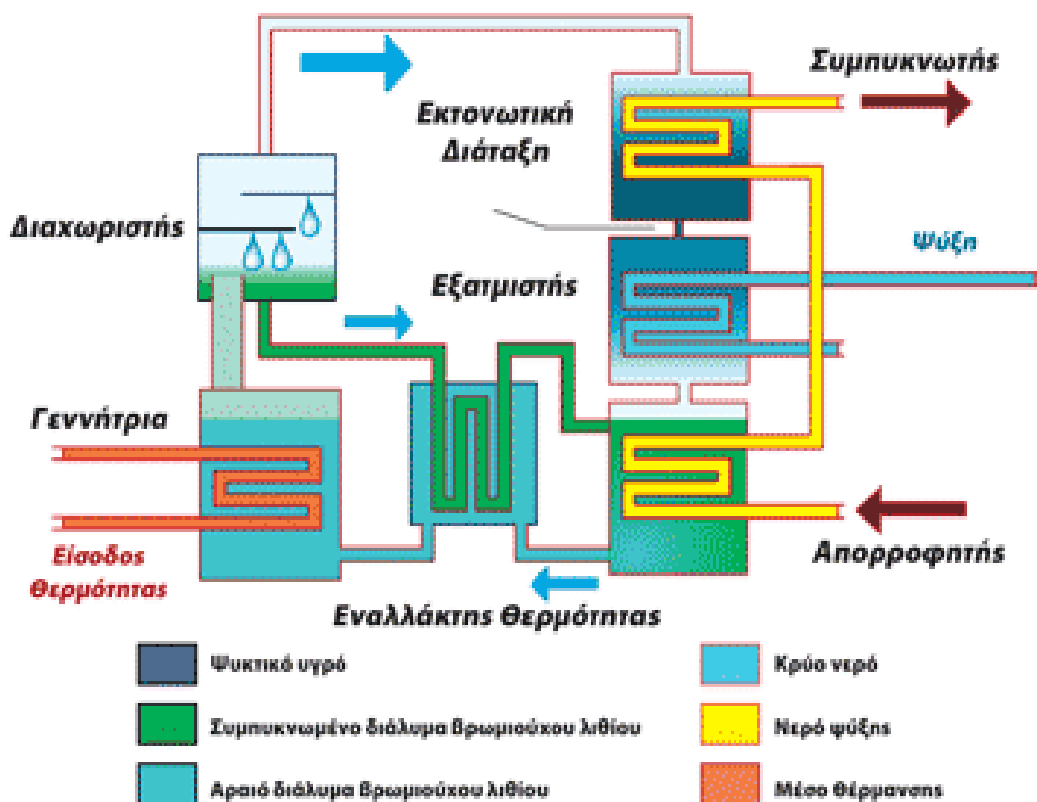 Συμπυκνωτής
Εκτονωτική
Διάταξη
Διαχωριστής
Ψύξη
Εξατμιστής
Γεννήτρια
Είσοδος
θερμότητας
Απορροφητής
Εναλλάκτης θερμότητας
Ψυκτικό υγρό
Κρύο νερό
Συμπυκνωμένο διάλυμα βρωμιούχου λιθίου
Νερό ψύξης
Αραιό διάλυμα βρωμιούχου λιθίου
Μέσο θέρμανσης